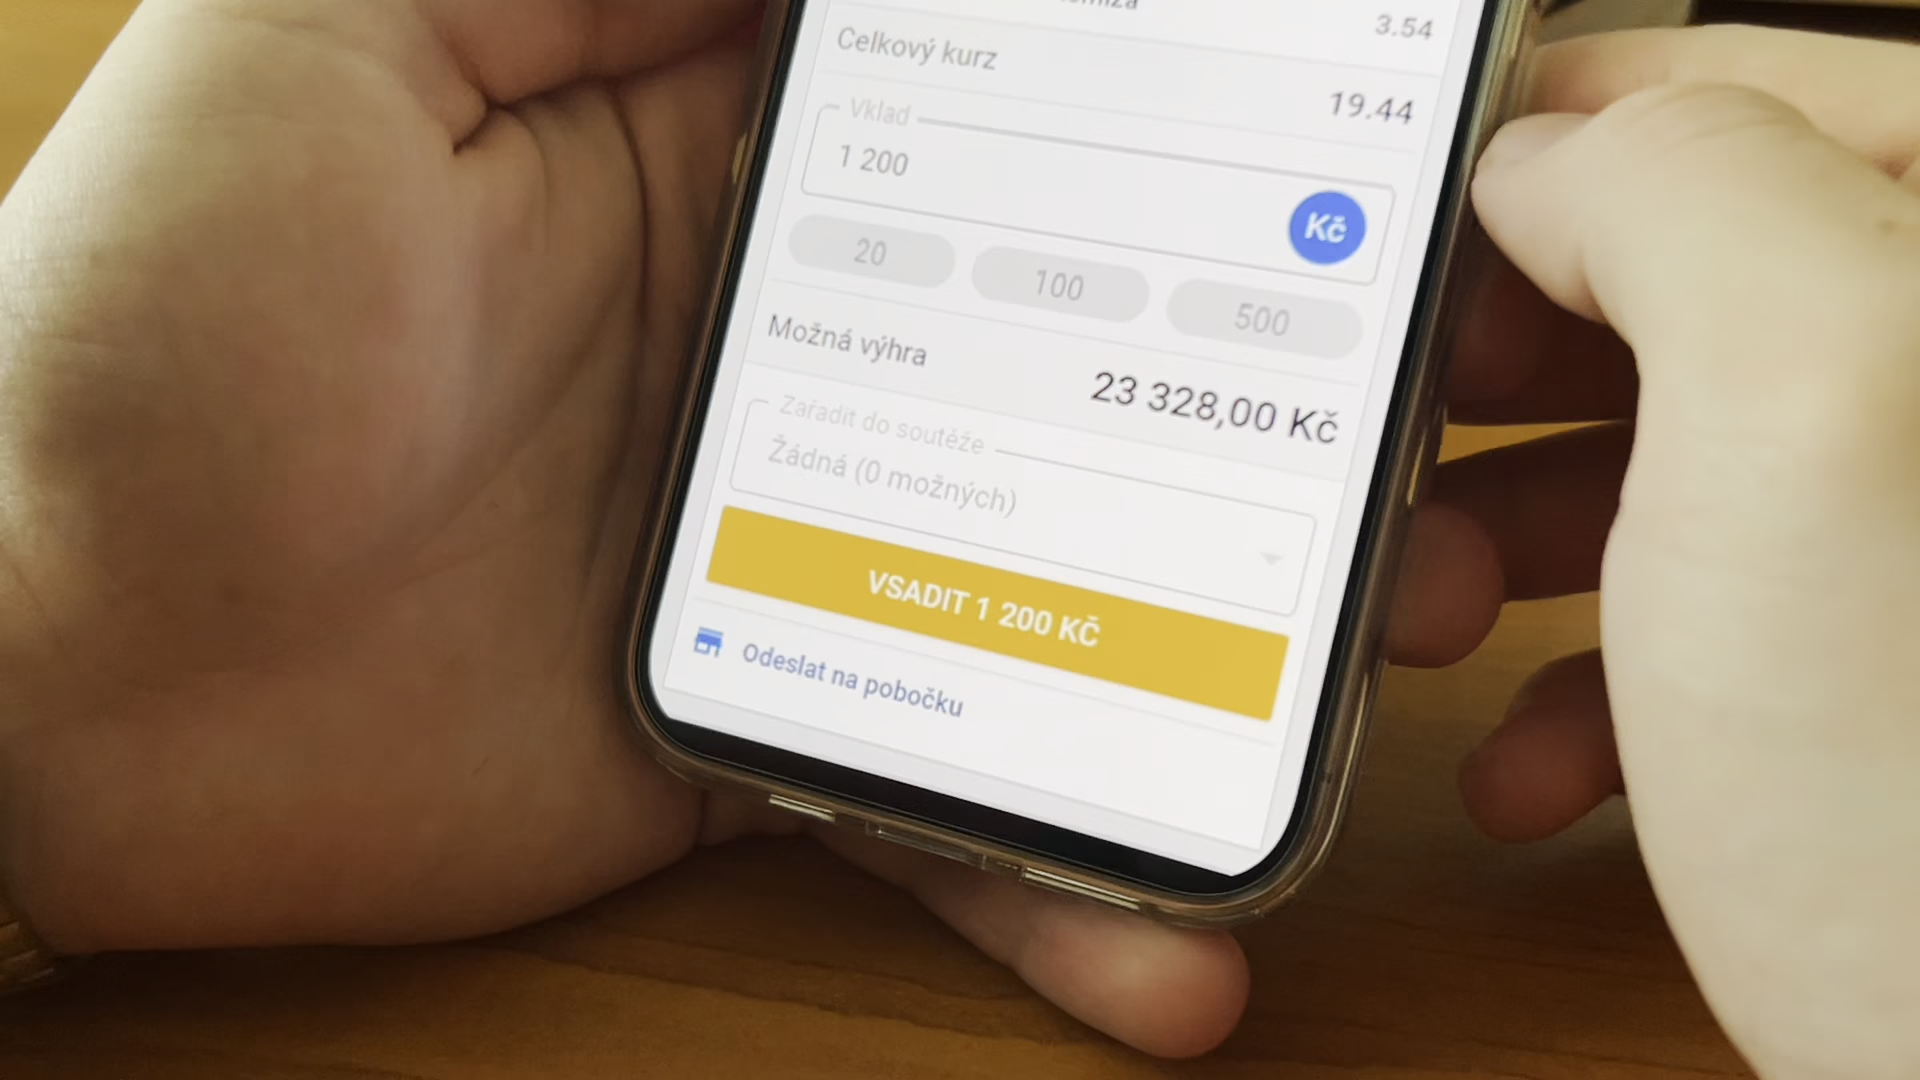 3.54
Celkový kurz
19.44
Vklad
1 200
Kč
20
100
500
Možná výhra
23 328,00 Kč
Zařadit do soutěže
Žádná (0 možných)
VSADIT 1 200 KČ
Odeslat na pobočku